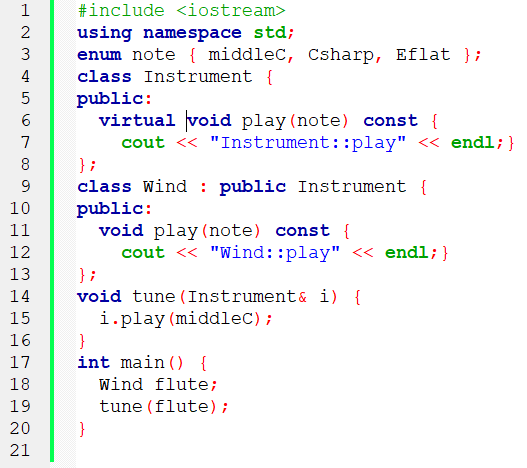 1 #include <iostream>
2 using namespace std;
3 enum note { middleC, Csharp, Eflat };
4 class Instrument {
5 public:
6   virtual void play(note) const {
7     cout << "Instrument::play" << endl;}
8 };
9 class Wind : public Instrument {
10 public:
11   void play(note) const {
12     cout << "Wind::play" << endl;}
13 };
14 void tune(Instrument& i) {
15   i.play(middleC);
16 }
17 int main() {
18   Wind flute;
19   tune(flute);
20 }
21